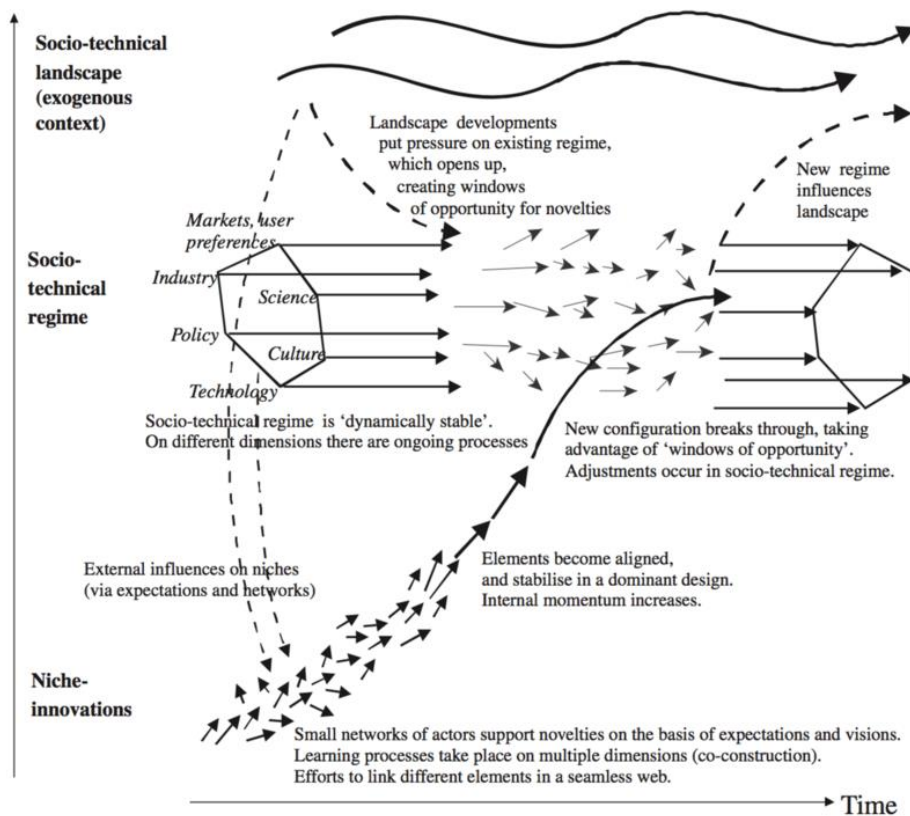 Socio-technical
landscape
(exogenous
context)
Landscape developments
put pressure on existing regime,
which opens up,
creating windows
of opportunity for novelties
New regime
influences
landscape
Markets, user
preferences
Socio-
technical
regime
Industry
Science
Policy
Culture
Technology
Socio-technical regime is ‘dynamically stable’.
On different dimensions there are ongoing processes
New configuration breaks through, taking
advantage of ‘windows of opportunity’.
Adjustments occur in socio-technical regime.
Elements become aligned,
and stabilise in a dominant design.
Internal momentum increases.
External influences on niches
(via expectations and networks)
Niche-
innovations
Small networks of actors support novelties on the basis of expectations and visions.
Learning processes take place on multiple dimensions (co-construction).
Efforts to link different elements in a seamless web.
Time